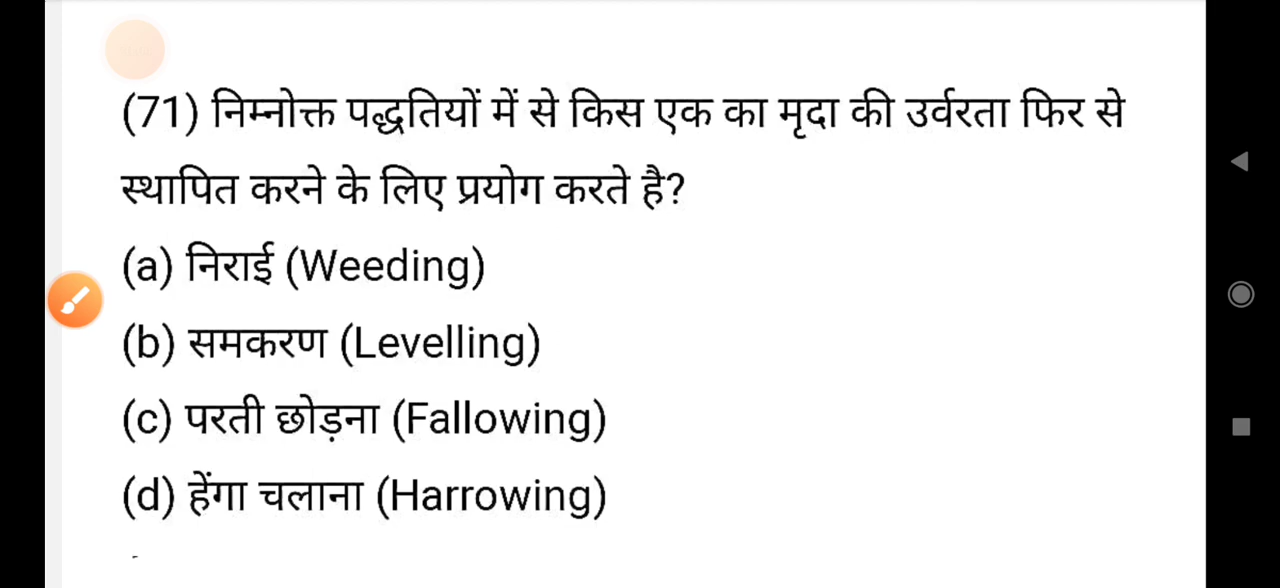 (71) निम्नोक्त पद्धतियों में से किस एक का मृदा की उर्वरता फिर से
स्थापित करने के लिए प्रयोग करते है?
(a) निराई (Weeding)
(b) समकरण (Levelling)
(c) परती छोड़ना (Fallowing)
(d) हेंगा चलाना (Harrowing)